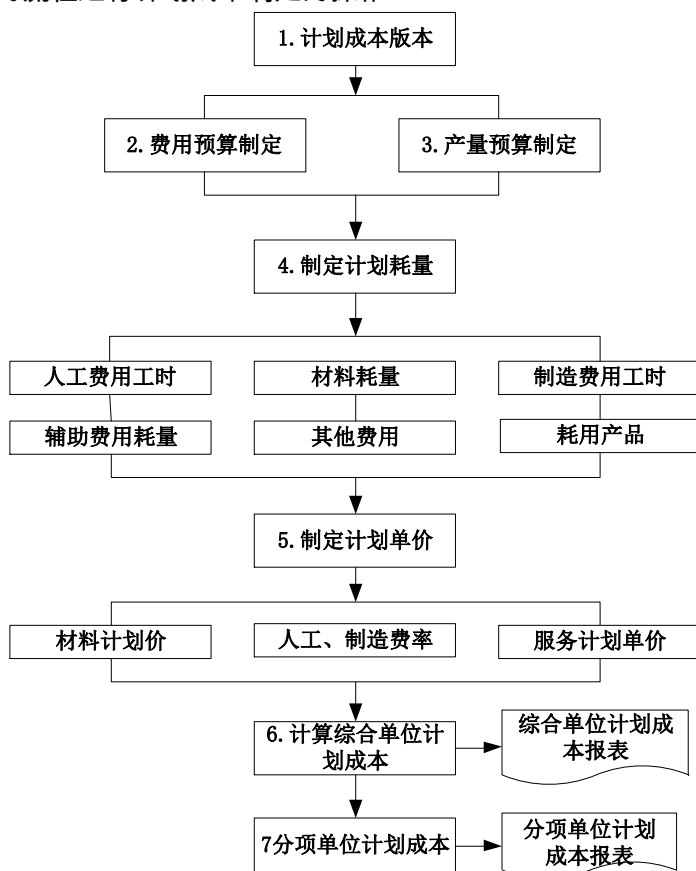 1.计划成本版本
2.费用预算制定
3.产量预算制定
4.制定计划耗量
人工费用工时
材料耗量
制造费用工时
辅助费用耗量
其他费用
耗用产品
5.制定计划单价
材料计划价
人工、制造费率
服务计划单价
6.计算综合单位计
划成本
综合单位计划成
本报表
7分项单位计划成本
分项单位计划
成本报表